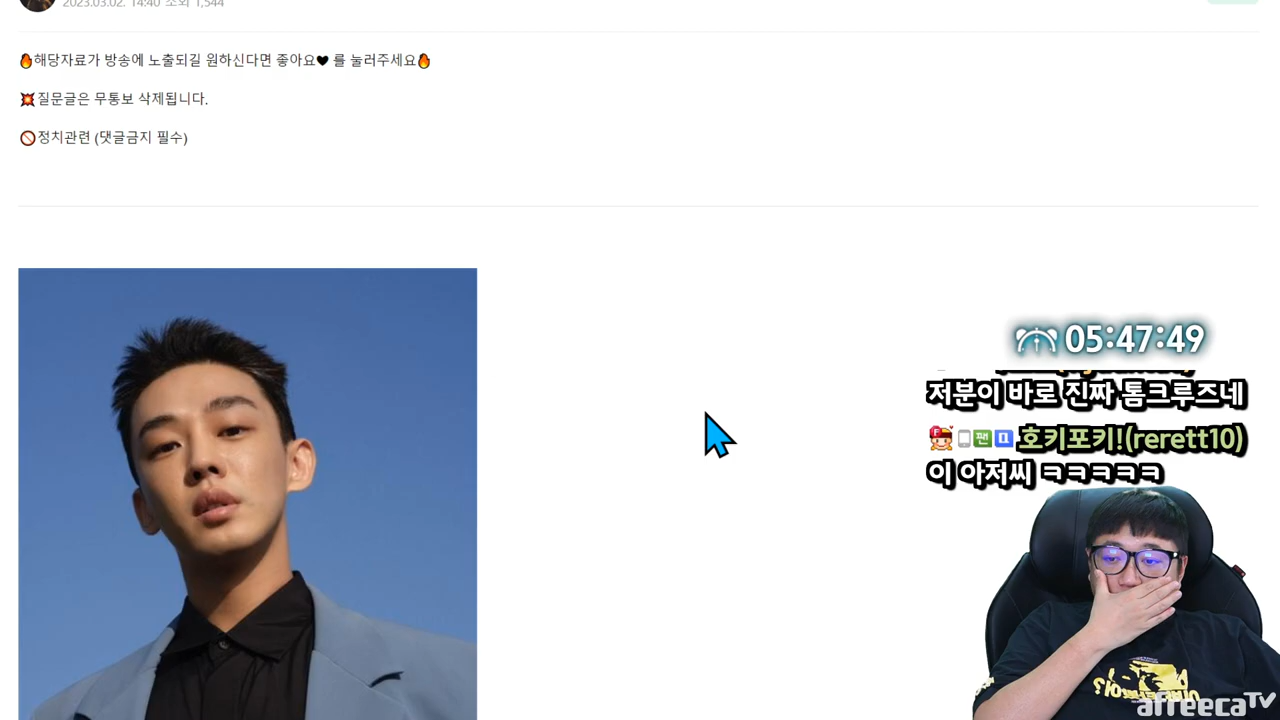 2023.03.02. 14:40 조회 1,544
🔥해당자료가 방송에 노출되길 원하신다면 좋아요🖤 를 눌러주세요🔥
💥질문글은 무통보 삭제됩니다.
🚫정치관련 (댓글금지 필수)
05:47:49
저분이 바로 진짜 톰크루즈네
F 팬 호키포키!(rerett10)
이 아저씨 ㅋㅋㅋㅋㅋ
afreecaTV